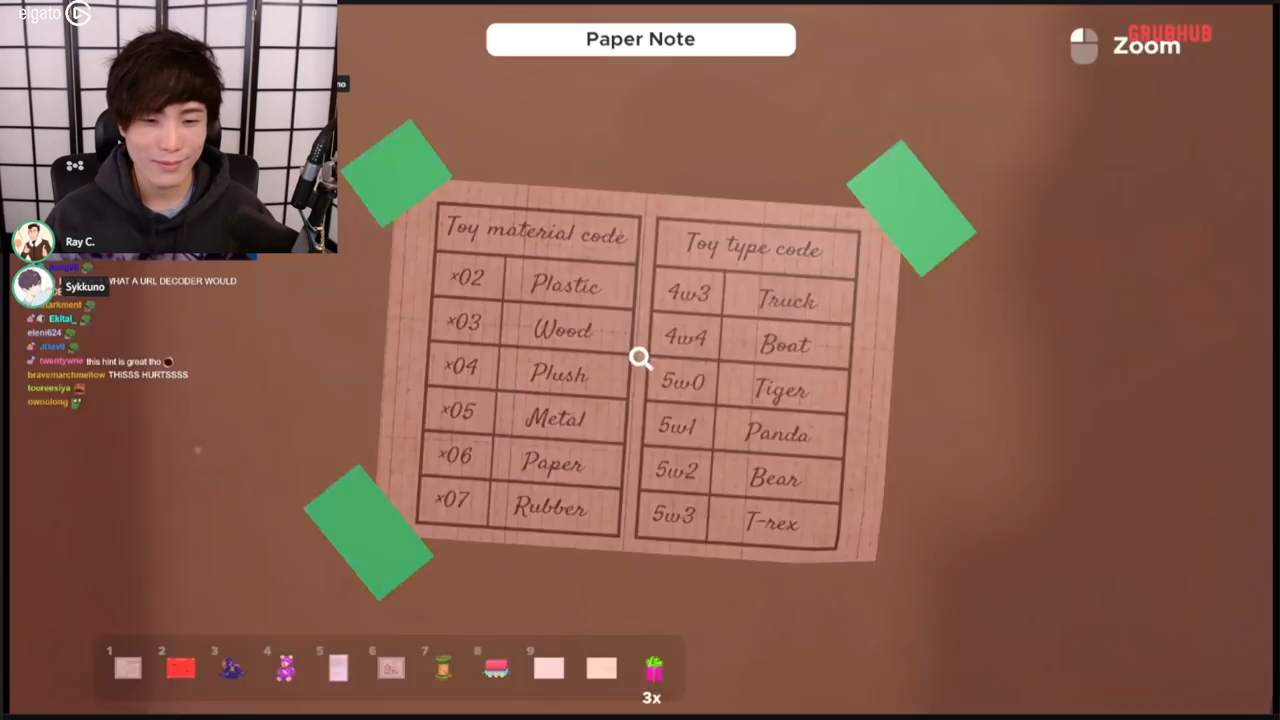 elgato
Paper Note
GRUBHUB
Zoom
no
Ray C.
WHAT A URL DECODER WOULD
Sykkuno
Ekital_
eleni624
twentywne this hint is great tho
bravemarchmellow THISSS HURTSSSS
tooreesiya
owoolong
Toy material code
x02 Plastic
x03 Wood
x04 Plush
x05 Metal
x06 Paper
x07 Rubber
Toy type code
4w3 Truck
4w4 Boat
5w0 Tiger
5w1 Panda
5w2 Bear
5w3 T-rex
1 2 3 4 5 6 7 8 9
3x